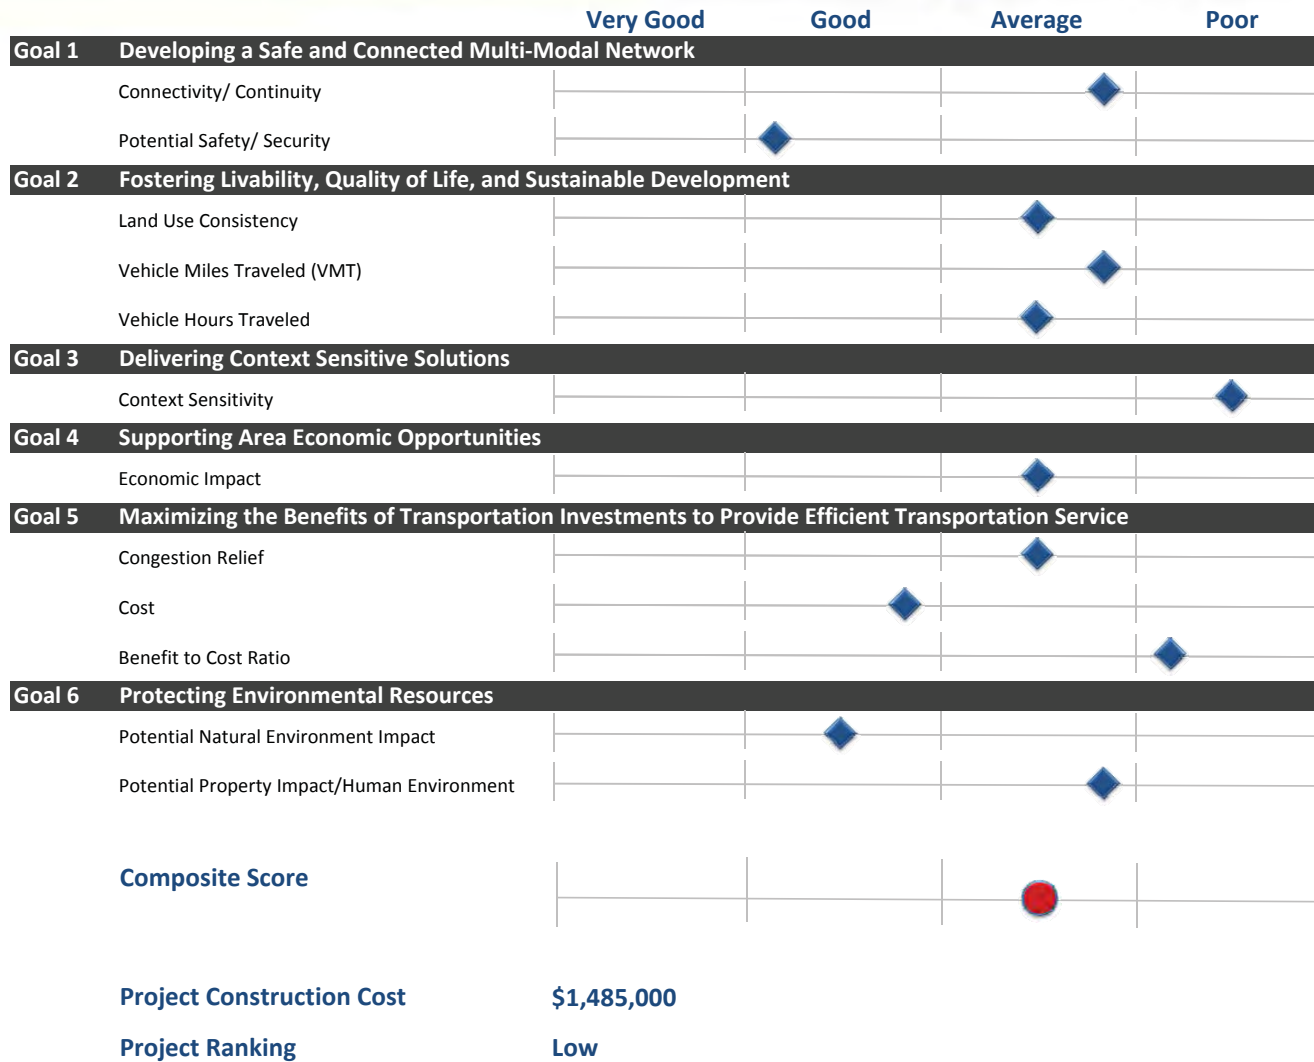 Very Good Good Average Poor
Goal 1 Developing a Safe and Connected Multi-Modal Network
Connectivity/ Continuity
Potential Safety/ Security
Goal 2 Fostering Livability, Quality of Life, and Sustainable Development
Land Use Consistency
Vehicle Miles Traveled (VMT)
Vehicle Hours Traveled
Goal 3 Delivering Context Sensitive Solutions
Context Sensitivity
Goal 4 Supporting Area Economic Opportunities
Economic Impact
Goal 5 Maximizing the Benefits of Transportation Investments to Provide Efficient Transportation Service
Congestion Relief
Cost
Benefit to Cost Ratio
Goal 6 Protecting Environmental Resources
Potential Natural Environment Impact
Potential Property Impact/Human Environment
Composite Score
Project Construction Cost $1,485,000
Project Ranking Low